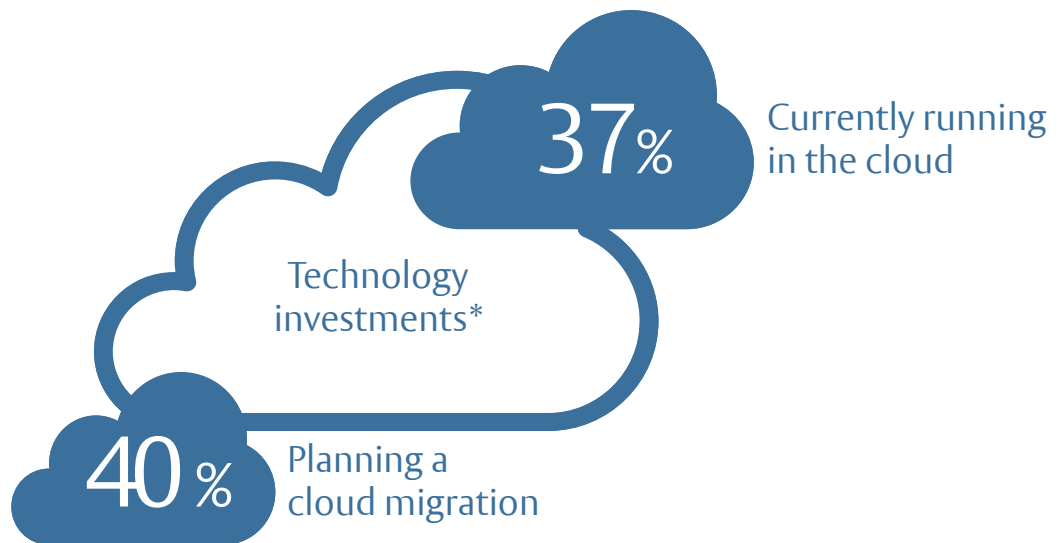 37%
Currently running
in the cloud
Technology
investments*
40 %
Planning a
cloud migration